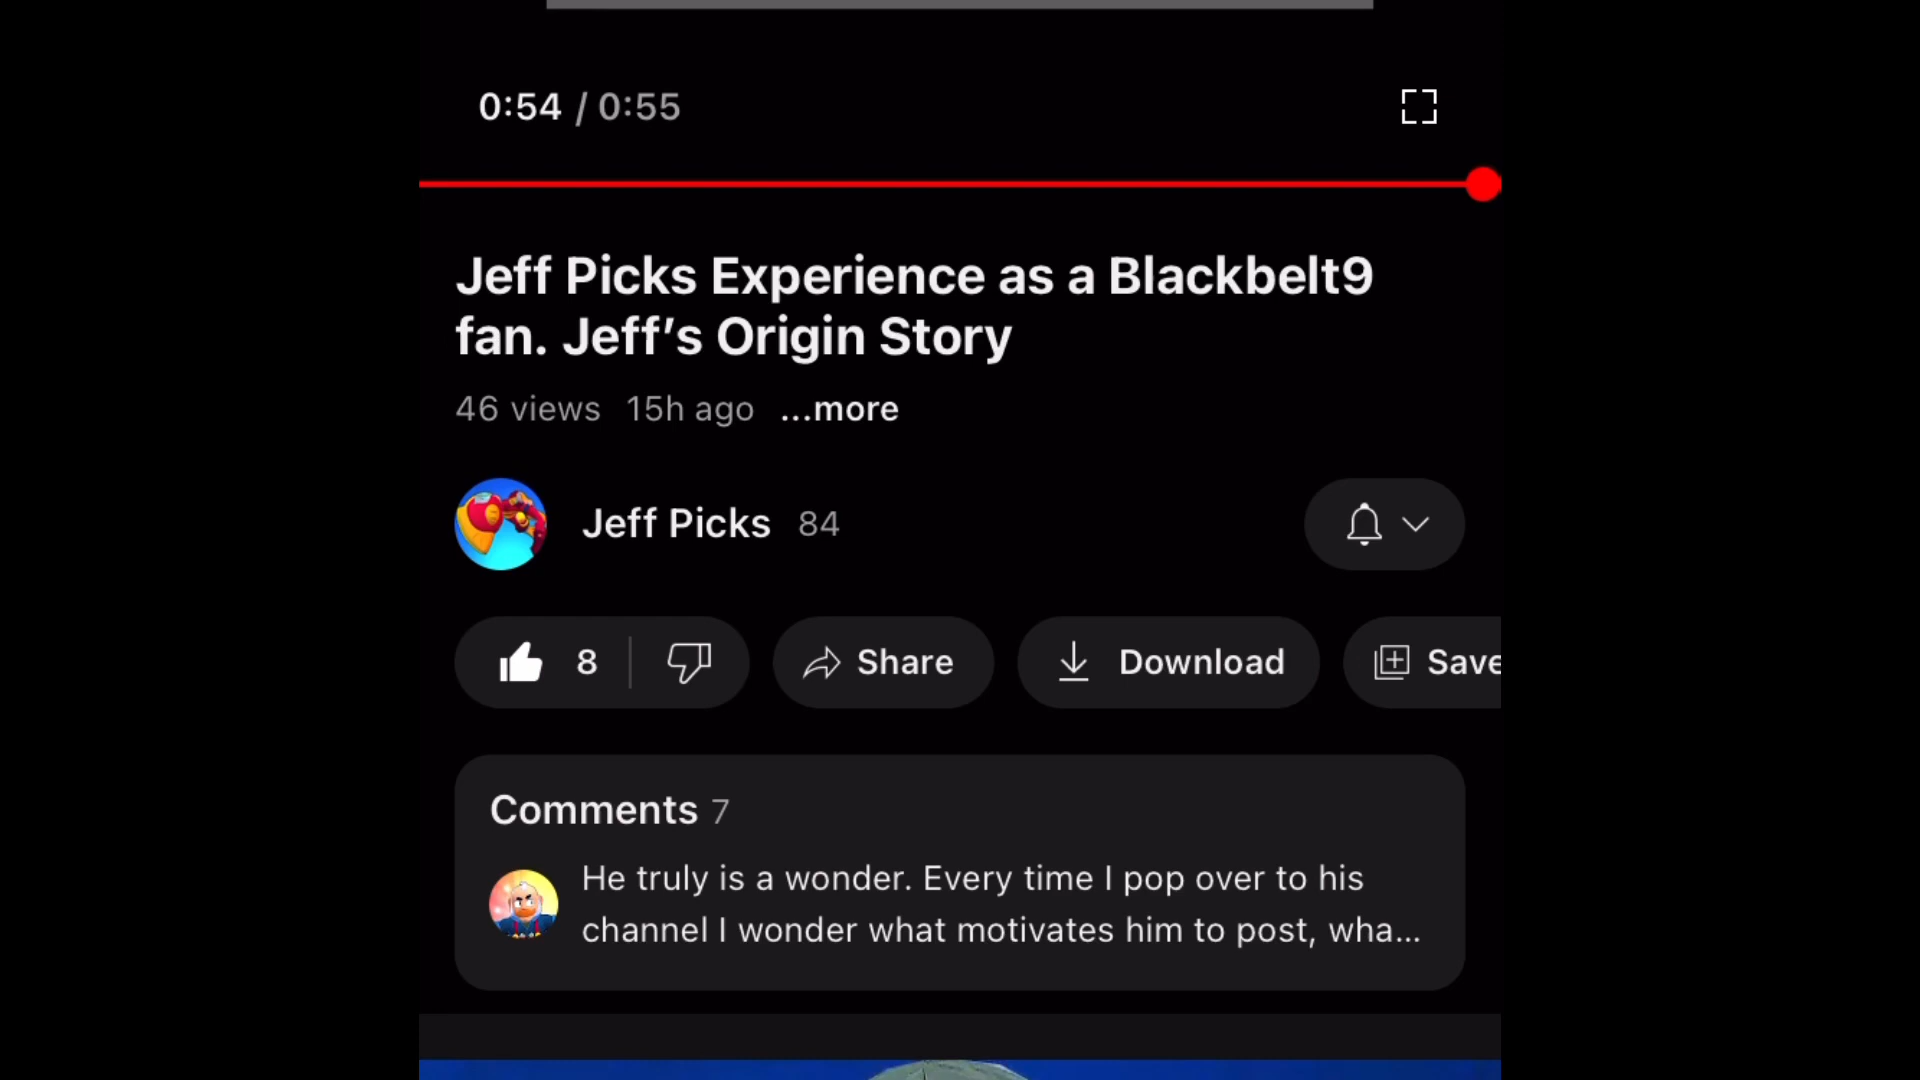 0:54 / 0:55
Jeff Picks Experience as a Blackbelt9
fan. Jeff’s Origin Story
46 views 15h ago ...more
Jeff Picks 84
8 Share Download Save
Comments 7
He truly is a wonder. Every time I pop over to his
channel I wonder what motivates him to post, wha...